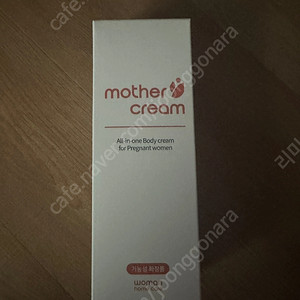 mother
cream
All-in-one Body cream
for Pregnant women
기능성 화장품
woman
cafe.naver.com/joonggonara